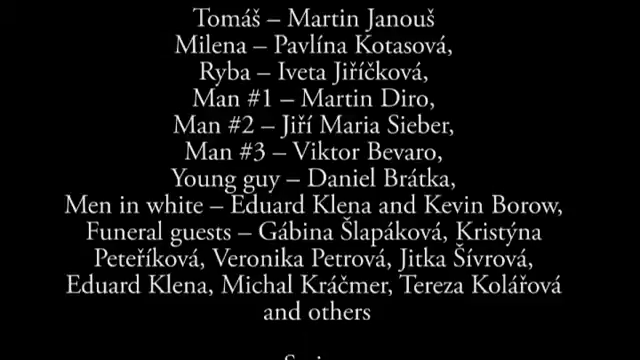 Tomáš – Martin Janouš
Milena – Pavlína Kotasová,
Ryba – Iveta Jiříčková,
Man #1 – Martin Diro,
Man #2 – Jiří Maria Sieber,
Man #3 – Viktor Bevaro,
Young guy – Daniel Brátka,
Men in white – Eduard Klena and Kevin Borow,
Funeral guests – Gábina Šlapáková, Kristýna
Peteříková, Veronika Petrová, Jitka Šívrová,
Eduard Klena, Michal Kráčmer, Tereza Kolářová
and others